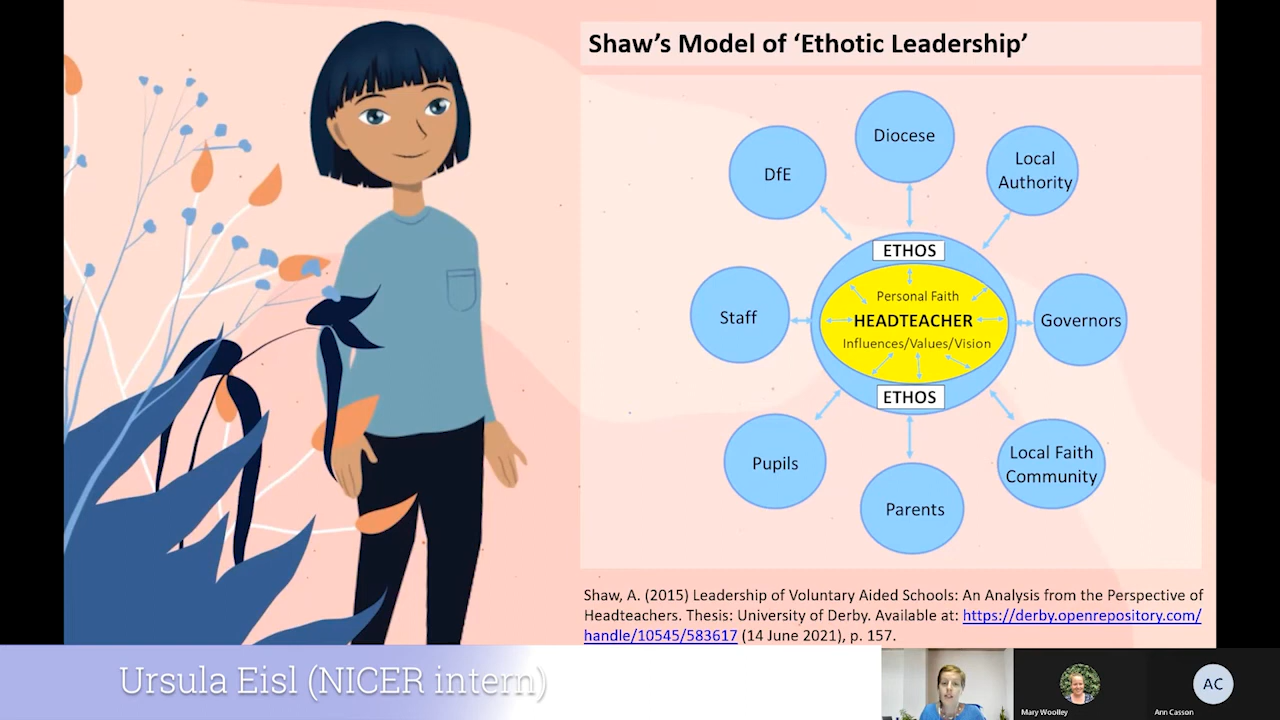 Shaw’s Model of ‘Ethotic Leadership’
Diocese
DfE
Local
Authority
ETHOS
Personal Faith
HEADTEACHER
Influences/Values/Vision
ETHOS
Staff
Governors
Pupils
Parents
Local Faith
Community
Shaw, A. (2015) Leadership of Voluntary Aided Schools: An Analysis from the Perspective of
Headteachers. Thesis: University of Derby. Available at: https://derby.openrepository.com/
handle/10545/583617 (14 June 2021), p. 157.
Ursula Eisl (NICER intern)
Mary Woolley
AC
Ann Casson